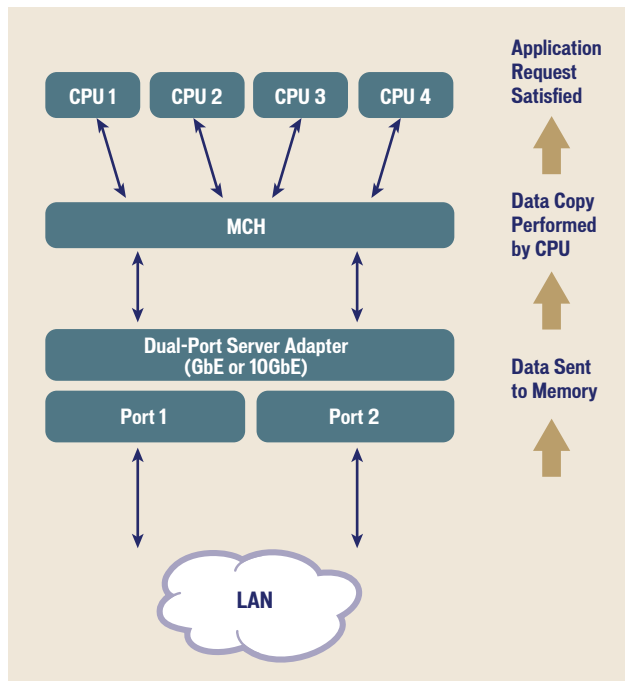 CPU 1
CPU 2
CPU 3
CPU 4
MCH
Dual-Port Server Adapter
(GbE or 10GbE)
Port 1
Port 2
LAN
Application
Request
Satisfied
Data Copy
Performed
by CPU
Data Sent
to Memory